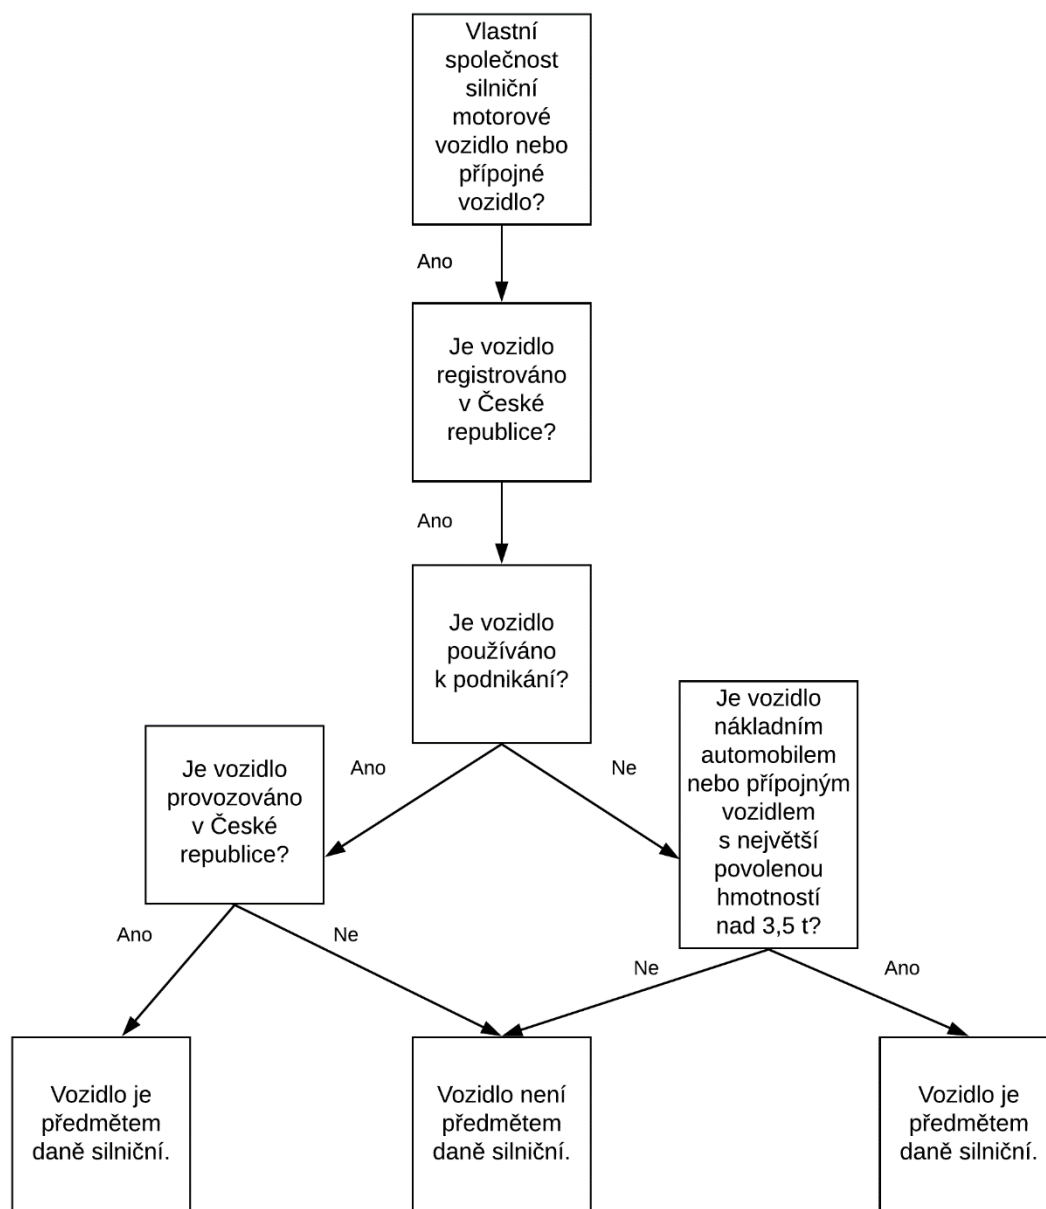 Vlastní
společnost
silniční
motorové
vozidlo nebo
přípojné
vozidlo?
Ano
Je vozidlo
registrováno
v České
republice?
Ano
Je vozidlo
používáno
k podnikání?
Ano
Ne
Je vozidlo
provozováno
v České
republice?
Je vozidlo
nákladním
automobilem
nebo přípojným
vozidlem
s největší
povolenou
hmotností
nad 3,5 t?
Ano
Ne
Ne
Ano
Vozidlo je
předmětem
daně silniční.
Vozidlo není
předmětem
daně silniční.
Vozidlo je
předmětem
daně silniční.